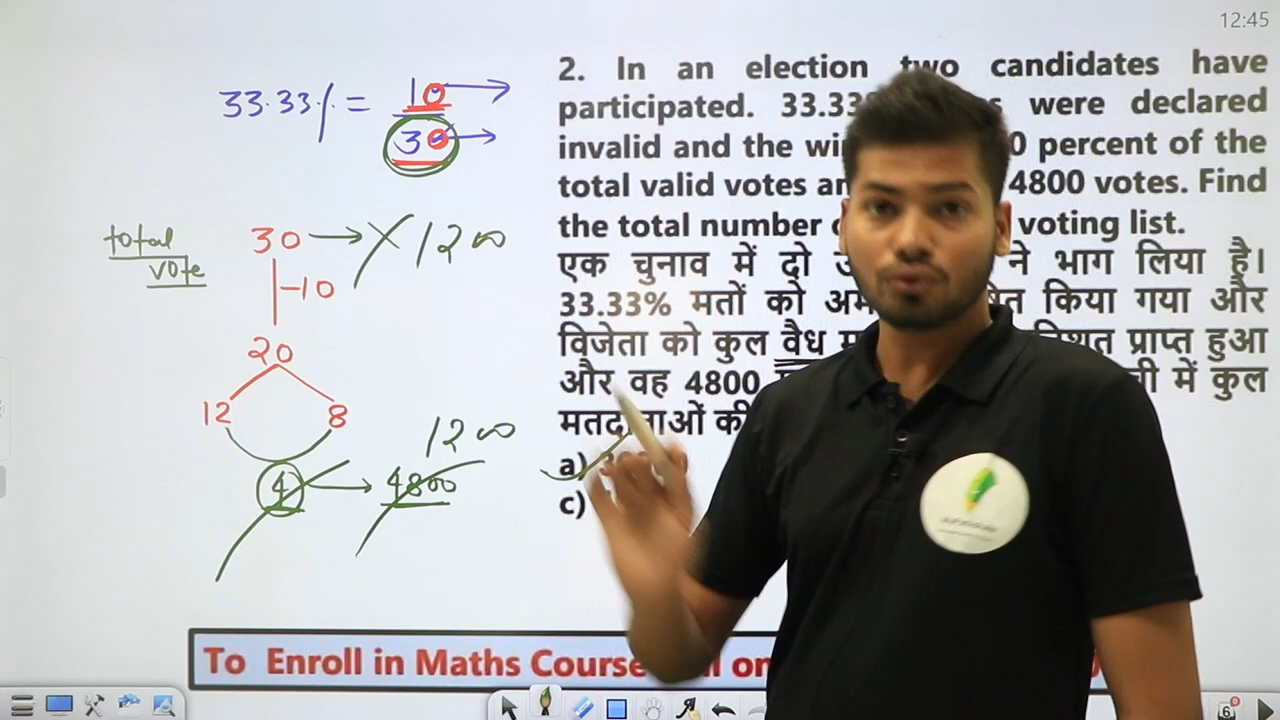 12:45
33.33% = 10
30
total
vote
30 → × 1200
-10
20
12 8
1200
4 → 4800
2. In an election two candidates have
participated. 33.33 were declared
invalid and the 0 percent of the
total valid votes 4800 votes. Find
the total number voting list.
एक चुनाव में दो ने भाग लिया है।
33.33% मतों को किया गया और
विजेता को कुल वैध प्राप्त हुआ
और वह 4800 में कुल
की
a)
c)
To Enroll in Maths Course
6